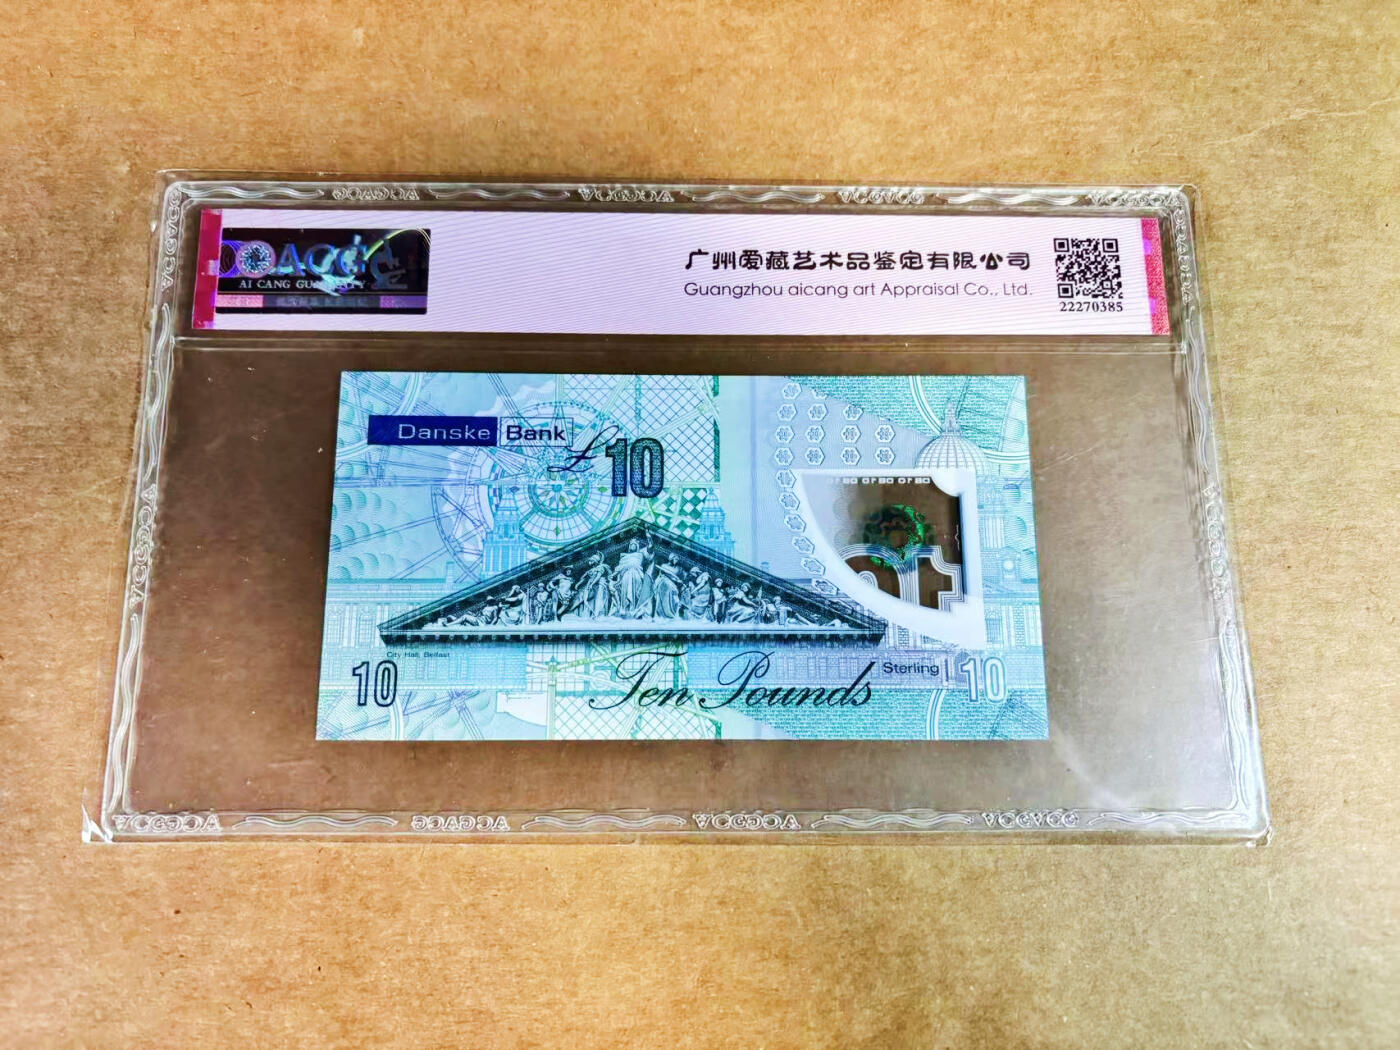 ACGG
AI CANG GUARANTY
广州爱藏艺术品鉴定有限公司
Guangzhou aicang art Appraisal Co., Ltd.
22270385
Danske Bank
£10
City Hall, Belfast
10
Ten Pounds
Sterling
10